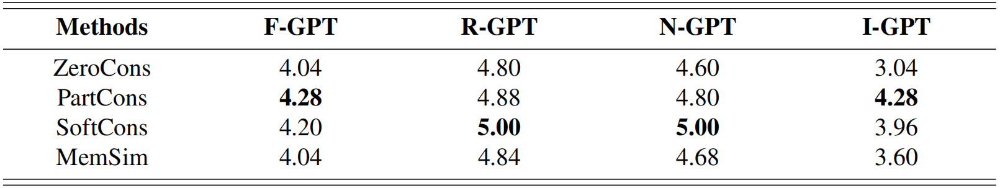 Methods F-GPT R-GPT N-GPT I-GPT
ZeroCons 4.04 4.80 4.60 3.04
PartCons 4.28 4.88 4.80 4.28
SoftCons 4.20 5.00 5.00 3.96
MemSim 4.04 4.84 4.68 3.60